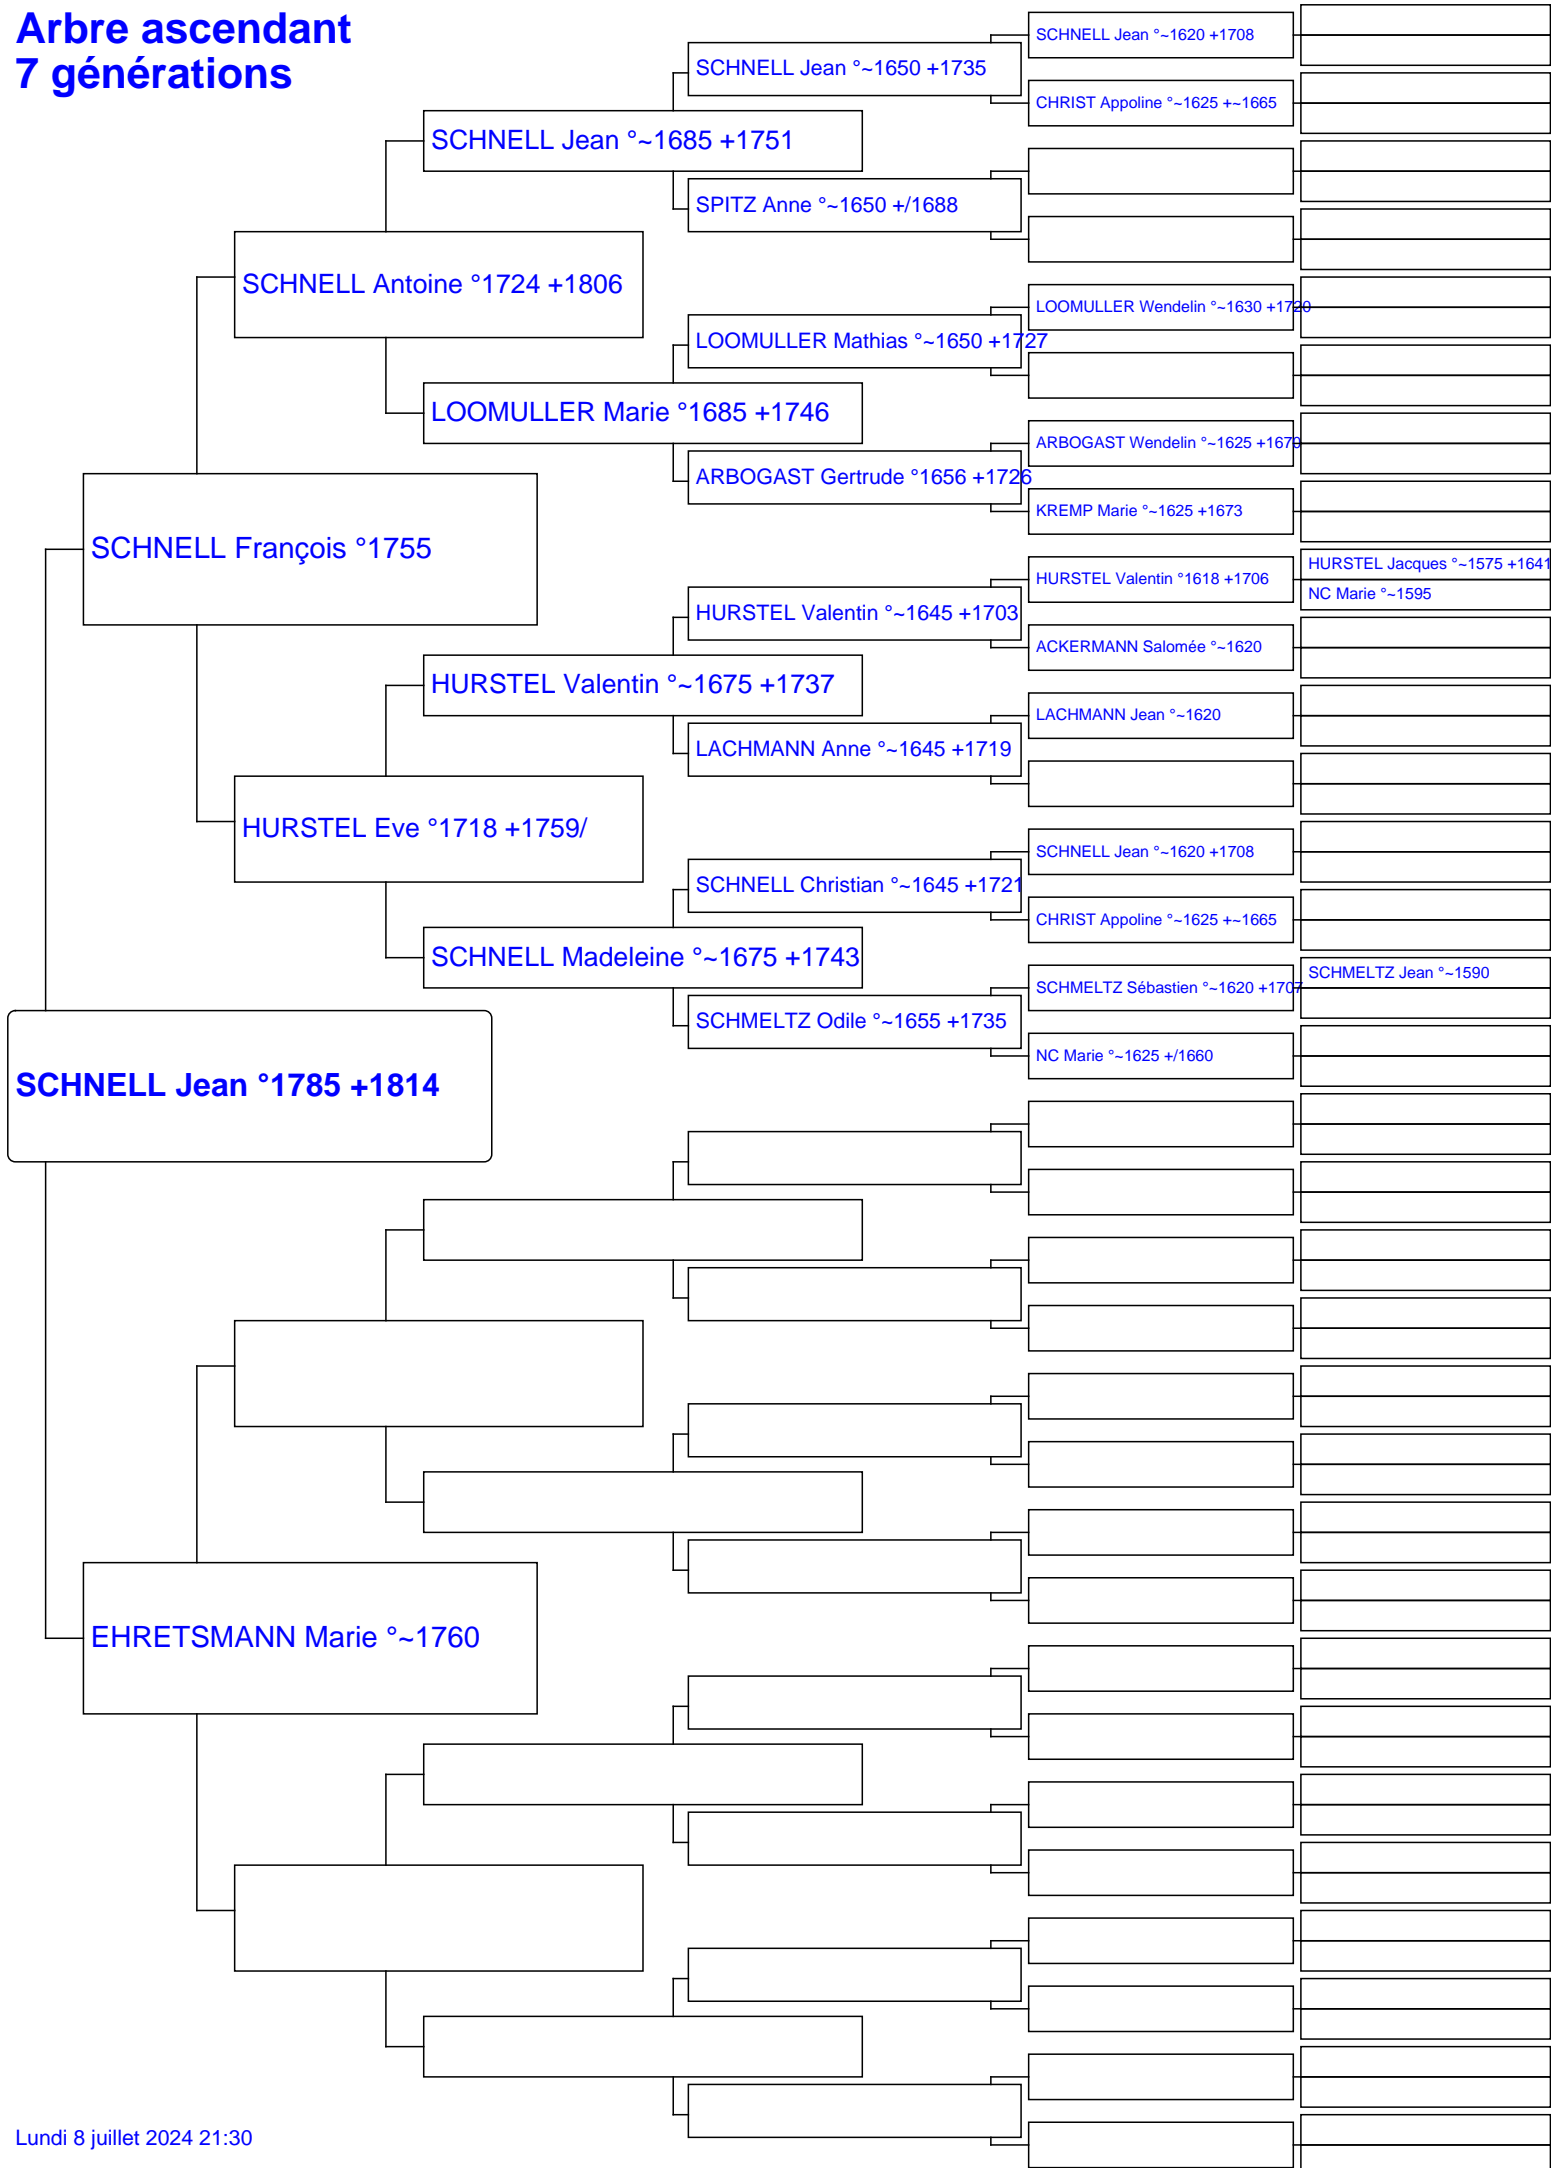 Arbre ascendant
7 générations
SCHNELL Jean °~1620 +1708
SCHNELL Jean °~1650 +1735
CHRIST Appoline °~1625 +~1665
SCHNELL Jean °~1685 +1751
SPITZ Anne °~1650 +/1688
SCHNELL Antoine °1724 +1806
LOOMULLER Wendelin °~1630 +1720
LOOMULLER Mathias °~1650 +1727
LOOMULLER Marie °1685 +1746
ARBOGAST Wendelin °~1625 +1670
ARBOGAST Gertrude °1656 +1726
KREMP Marie °~1625 +1673
SCHNELL François °1755
HURSTEL Jacques °~1575 +1641
HURSTEL Valentin °1618 +1706
NC Marie °~1595
HURSTEL Valentin °~1645 +1703
ACKERMANN Salomée °~1620
HURSTEL Valentin °~1675 +1737
LACHMANN Jean °~1620
LACHMANN Anne °~1645 +1719
HURSTEL Eve °1718 +1759/
SCHNELL Jean °~1620 +1708
SCHNELL Christian °~1645 +1721
CHRIST Appoline °~1625 +~1665
SCHNELL Madeleine °~1675 +1743
SCHMELTZ Jean °~1590
SCHMELTZ Sébastien °~1620 +1707
SCHMELTZ Odile °~1655 +1735
NC Marie °~1625 +/1660
SCHNELL Jean °1785 +1814
EHRETSMANN Marie °~1760
Lundi 8 juillet 2024 21:30